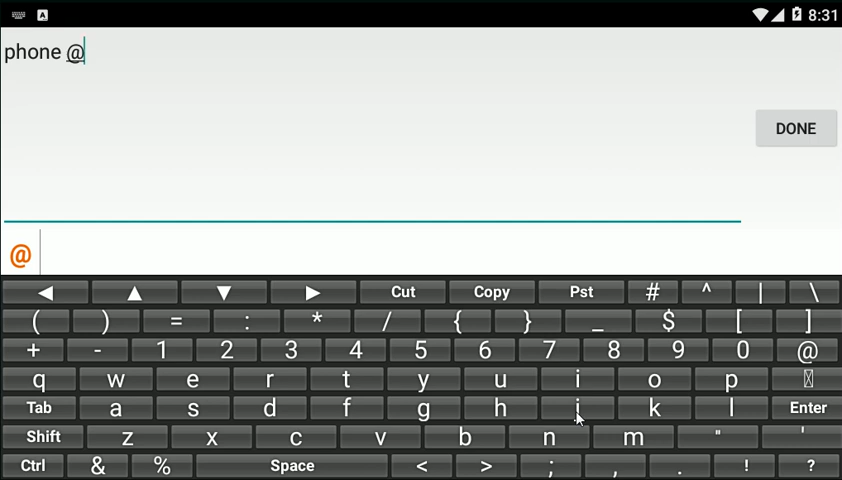 8:31
phone @
DONE
@
◀ ▲ ▼ ▶ Cut Copy Pst # ^ | \
( ) = : * / { } _ $ [ ]
+ - 1 2 3 4 5 6 7 8 9 0 @
q w e r t y u i o p
Tab a s d f g h j k l Enter
Shift z x c v b n m " '
Ctrl & % Space < > ; , . ! ?